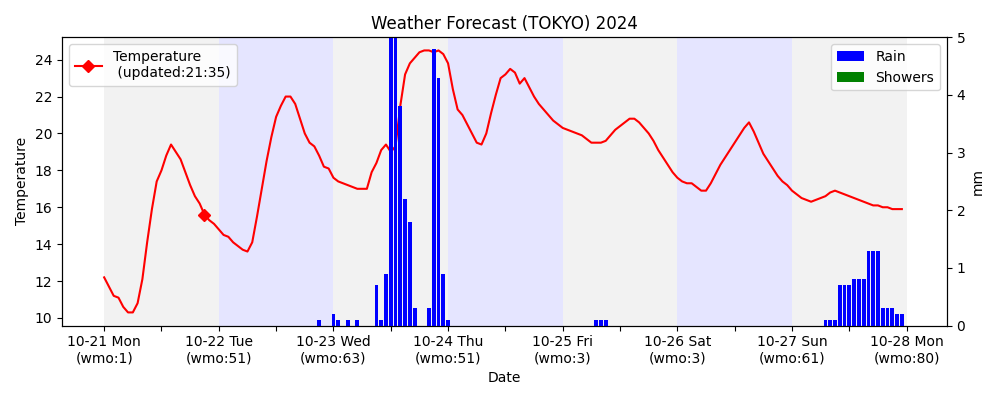 Weather Forecast (TOKYO) 2024
Temperature
(updated:21:35)
Rain
Showers
Temperature
24
22
20
18
16
14
12
10
5
4
3
2
1
0
mm
10-21 Mon
(wmo:1)
10-22 Tue
(wmo:51)
10-23 Wed
(wmo:63)
10-24 Thu
(wmo:51)
10-25 Fri
(wmo:3)
10-26 Sat
(wmo:3)
10-27 Sun
(wmo:61)
10-28 Mon
(wmo:80)
Date